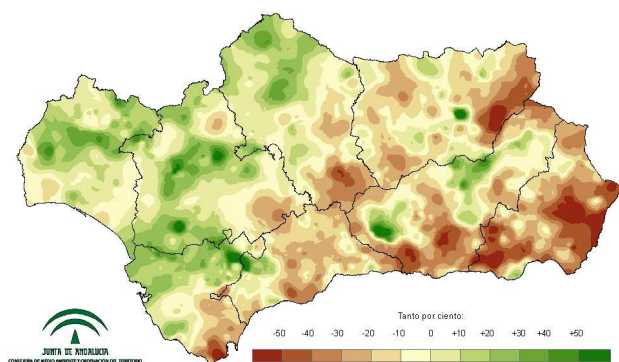 Tanto por ciento:
-50 -40 -30 -20 -10 0 +10 +20 +30 +40 +50
JUNTA DE ANDALUCIA
CONSEJERIA DE MEDIO AMBIENTE Y ORDENACION DEL TERRITORIO